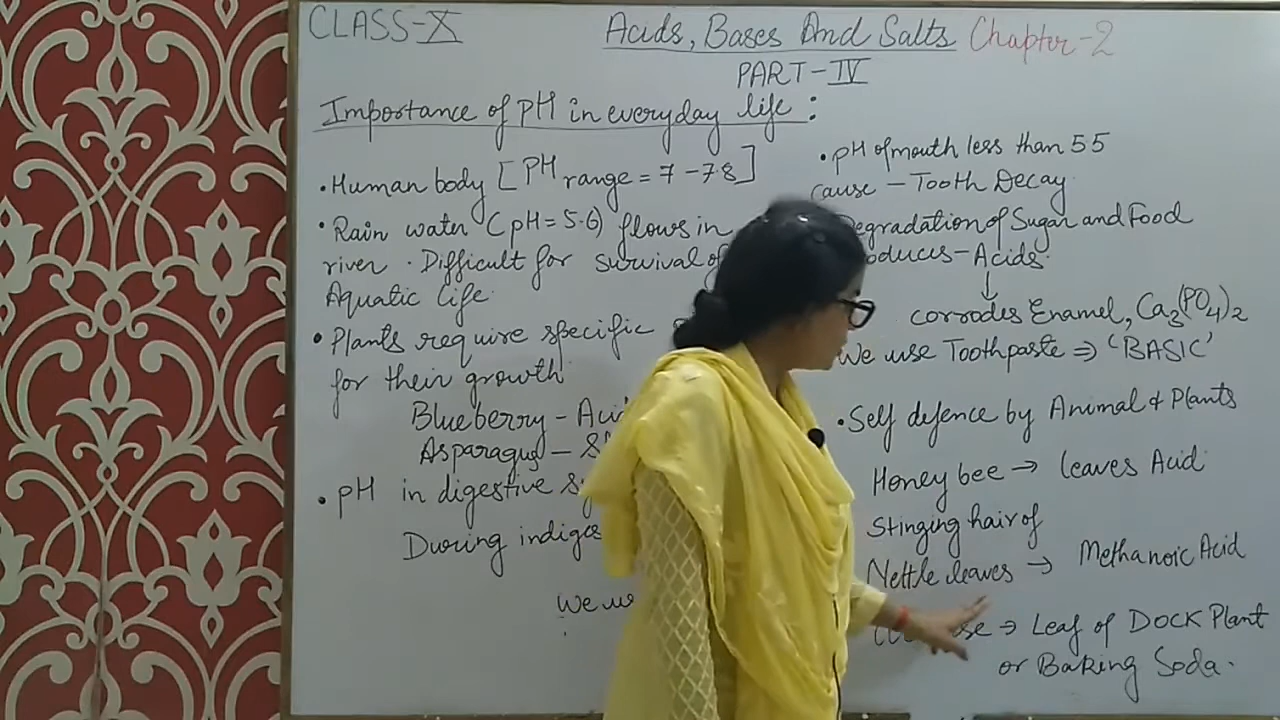 CLASS-X
Acids, Bases And Salts Chapter-2
PART-IV
Importance of pH in everyday life:
• Human body [PH range = 7 - 7.8]
• Rain water (pH = 5.6) flows in
river. Difficult for survival of
Aquatic life.
• Plants require specific
for their growth
Blueberry - Acid
Asparagus -
• pH in digestive
During
We
• pH of mouth less than 5.5
cause - Tooth Decay
egradation of Sugar and Food
oduces - Acids.
↓
corrodes Enamel, Ca3(PO4)2
We use Toothpaste ⇒ 'BASIC'
• Self defence by Animal & Plants
Honey bee → leaves Acid
Stinging hair of
Nettle leaves → Methanoic Acid
⇒ Leaf of DOCK Plant
or Baking Soda.